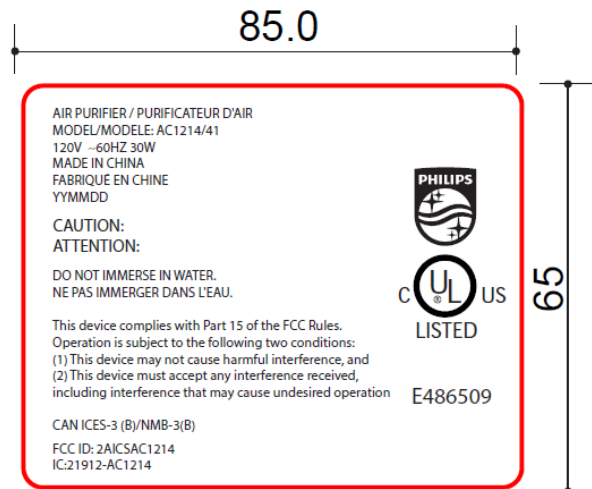 85.0
AIR PURIFIER / PURIFICATEUR D'AIR
MODEL/MODELE: AC1214/41
120V ~60HZ 30W
MADE IN CHINA
FABRIQUÉ EN CHINE
YYMMDD
CAUTION:
ATTENTION:
DO NOT IMMERSE IN WATER.
NE PAS IMMERGER DANS L'EAU.
This device complies with Part 15 of the FCC Rules.
Operation is subject to the following two conditions:
(1) This device may not cause harmful interference, and
(2) This device must accept any interference received,
including interference that may cause undesired operation
CAN ICES-3 (B)/NMB-3(B)
FCC ID: 2AICSAC1214
IC:21912-AC1214
PHILIPS
C UL® US
LISTED
E486509
65